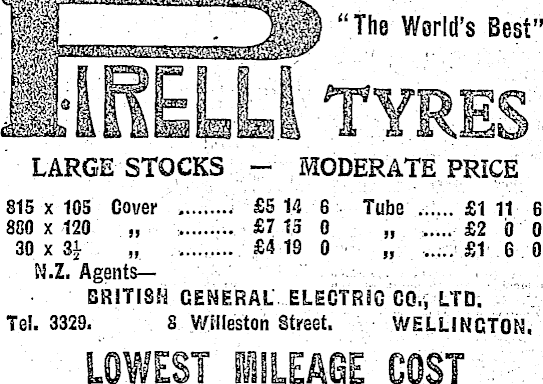 "The World's Best"
PIRELLI TYRES
LARGE STOCKS — MODERATE PRICE
815 x 105 Cover ......... £5 14 6 Tube ...... £1 11 6
880 x 120 „ ......... £7 15 0 „ ..... £2 0 0
30 x 3½ „ ......... £4 19 0 „ ..... £1 6 0
N.Z. Agents—
BRITISH GENERAL ELECTRIC CO., LTD.
Tel. 3329. 8 Willeston Street. WELLINGTON.
LOWEST MILEAGE COST